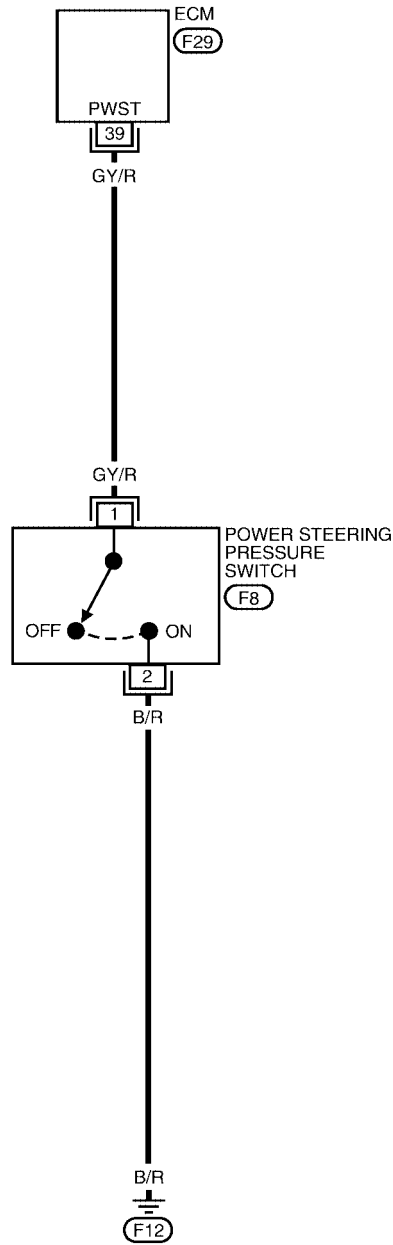 ECM
F29
PWST
39
GY/R
GY/R
1
POWER STEERING
PRESSURE
SWITCH
F8
OFF
ON
2
B/R
B/R
F12